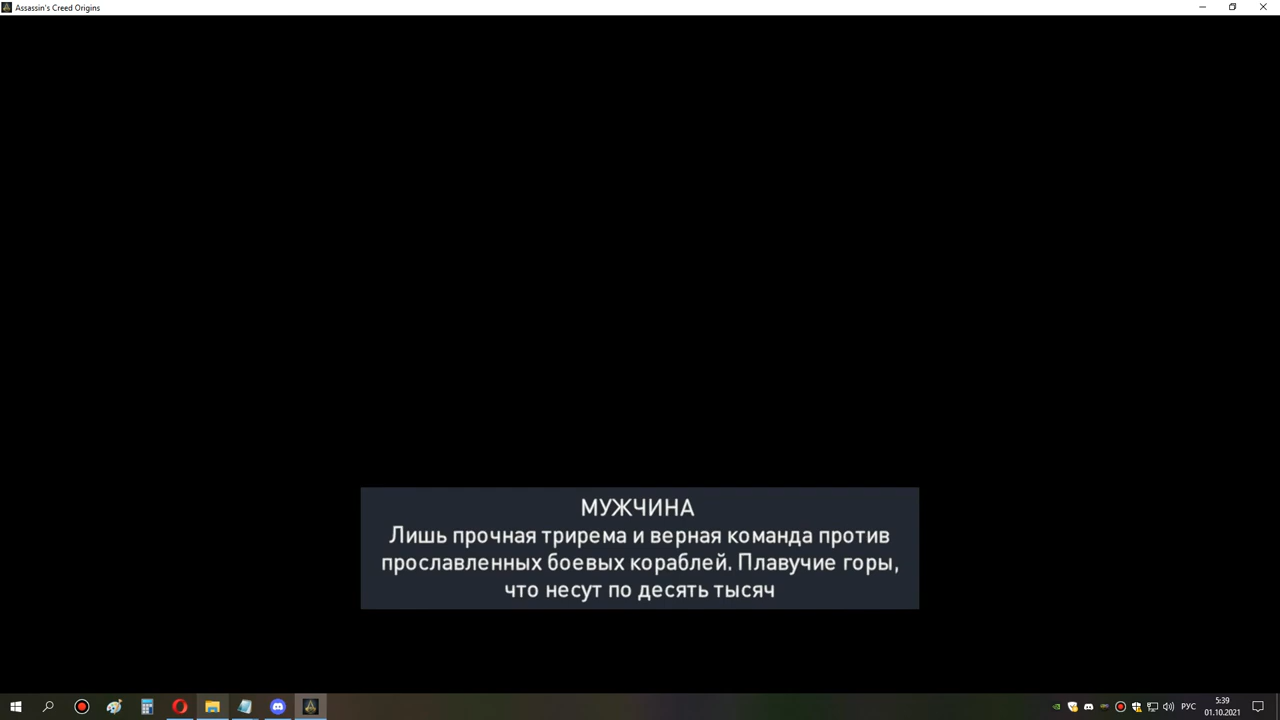 Assassin's Creed Origins
МУЖЧИНА
Лишь прочная трирема и верная команда против
прославленных боевых кораблей. Плавучие горы,
что несут по десять тысяч
5:39
РУС
01.10.2021